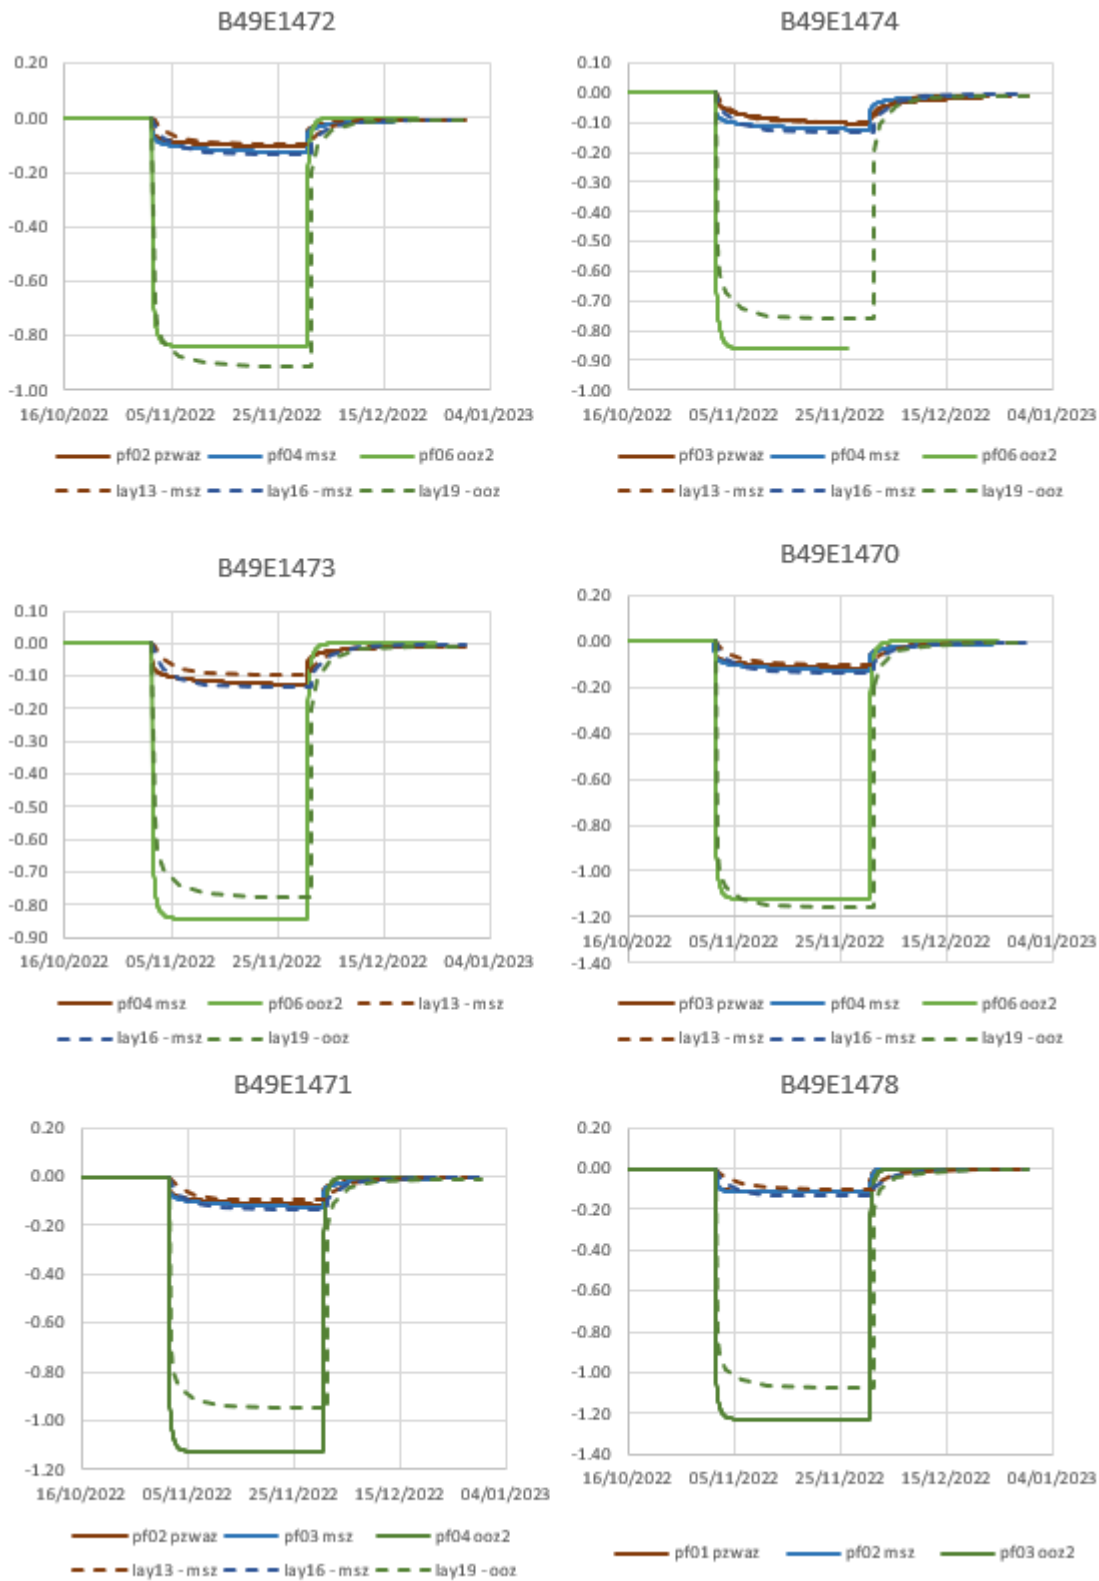 B49E1472
0.20
0.00
-0.20
-0.40
-0.60
-0.80
-1.00
16/10/2022 05/11/2022 25/11/2022 15/12/2022 04/01/2023
pf02 pzwaz pf04 msz pf06 ooz2
lay13 - msz lay16 - msz lay19 - ooz
B49E1474
0.10
0.00
-0.10
-0.20
-0.30
-0.40
-0.50
-0.60
-0.70
-0.80
-0.90
-1.00
16/10/2022 05/11/2022 25/11/2022 15/12/2022 04/01/2023
pf03 pzwaz pf04 msz pf06 ooz2
lay13 - msz lay16 - msz lay19 - ooz
B49E1473
0.10
0.00
-0.10
-0.20
-0.30
-0.40
-0.50
-0.60
-0.70
-0.80
-0.90
16/10/2022 05/11/2022 25/11/2022 15/12/2022 04/01/2023
pf04 msz pf06 ooz2 lay13 - msz
lay16 - msz lay19 - ooz
B49E1470
0.20
0.00
-0.20
-0.40
-0.60
-0.80
-1.00
-1.20
-1.40
16/10/2022 05/11/2022 25/11/2022 15/12/2022 04/01/2023
pf03 pzwaz pf04 msz pf06 ooz2
lay13 - msz lay16 - msz lay19 - ooz
B49E1471
0.20
0.00
-0.20
-0.40
-0.60
-0.80
-1.00
-1.20
16/10/2022 05/11/2022 25/11/2022 15/12/2022 04/01/2023
pf02 pzwaz pf03 msz pf04 ooz2
lay13 - msz lay16 - msz lay19 - ooz
B49E1478
0.20
0.00
-0.20
-0.40
-0.60
-0.80
-1.00
-1.20
-1.40
16/10/2022 05/11/2022 25/11/2022 15/12/2022 04/01/2023
pf01 pzwaz pf02 msz pf03 ooz2